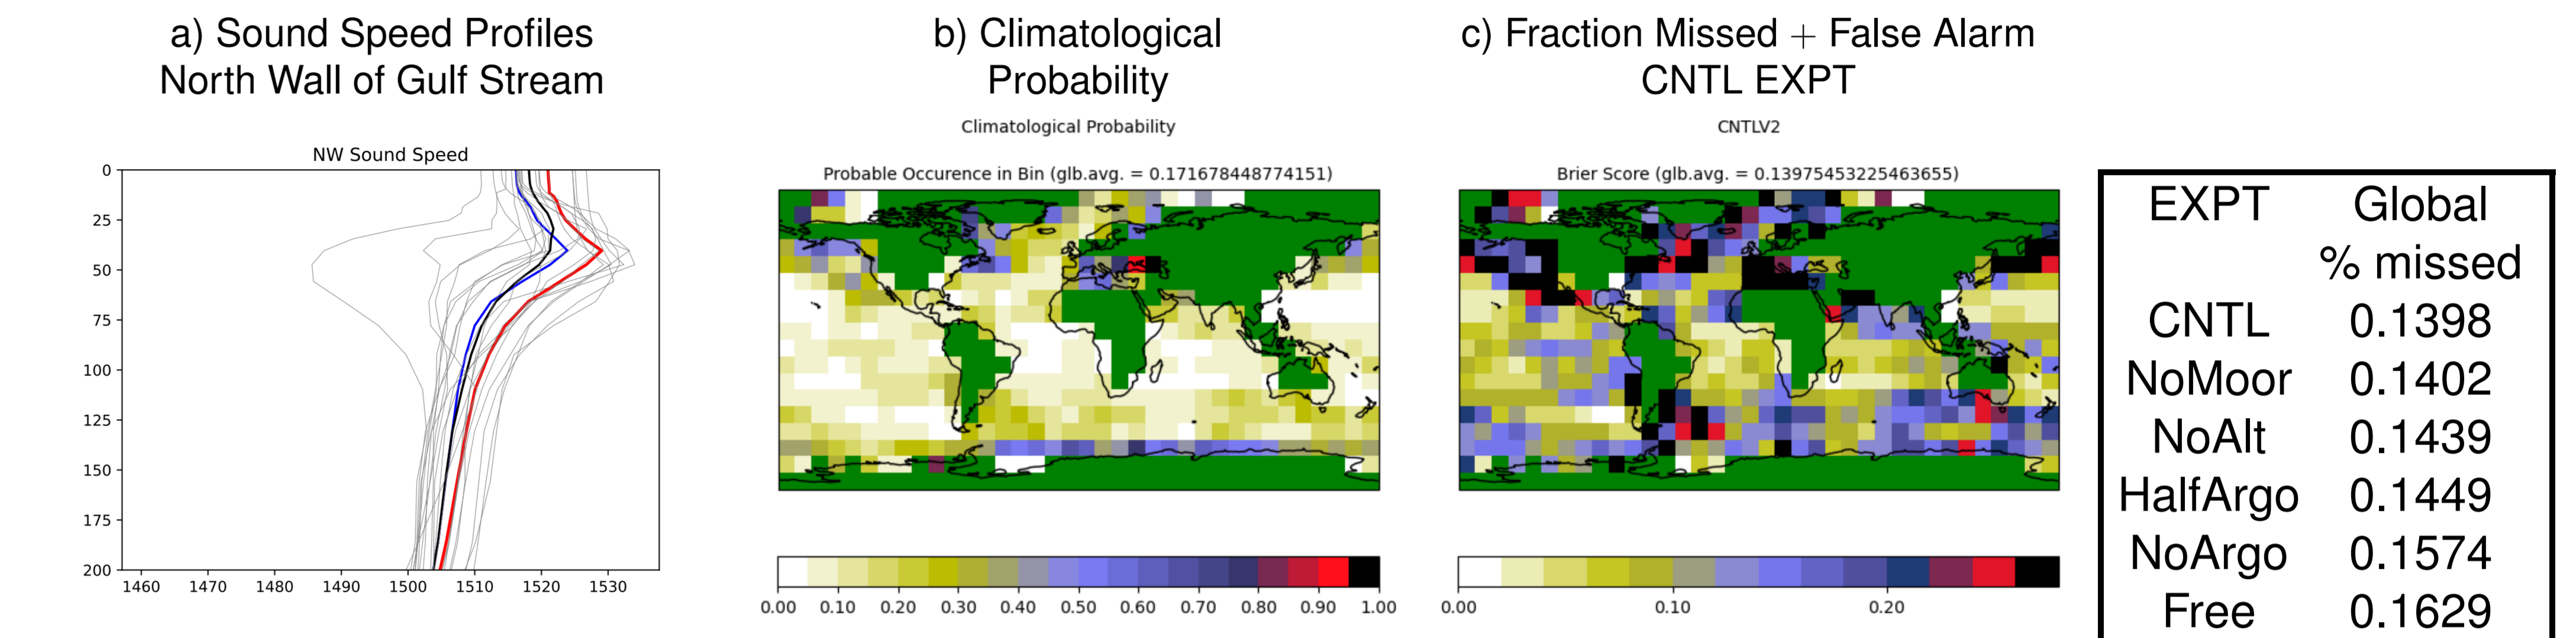 a) Sound Speed Profiles
North Wall of Gulf Stream
NW Sound Speed
0
25
50
75
100
125
150
175
200
1460 1470 1480 1490 1500 1510 1520 1530
b) Climatological
Probability
Climatological Probability
Probable Occurence in Bin (glb.avg. = 0.171678448774151)
0.00 0.10 0.20 0.30 0.40 0.50 0.60 0.70 0.80 0.90 1.00
c) Fraction Missed + False Alarm
CNTL EXPT
CNTLV2
Brier Score (glb.avg. = 0.13975453225463655)
0.00 0.10 0.20
EXPT Global
% missed
CNTL 0.1398
NoMoor 0.1402
NoAlt 0.1439
HalfArgo 0.1449
NoArgo 0.1574
Free 0.1629